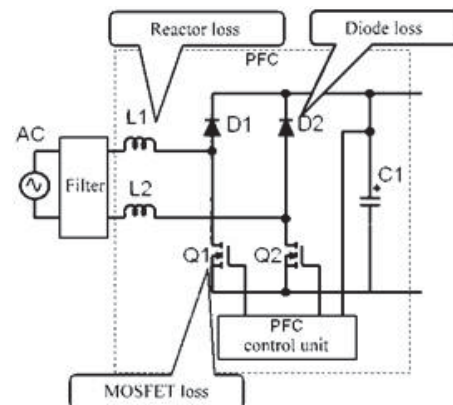 Reactor loss
Diode loss
PFC
L1
D1
D2
AC
Filter
C1
+
L2
Q1
Q2
PFC
control unit
MOSFET loss